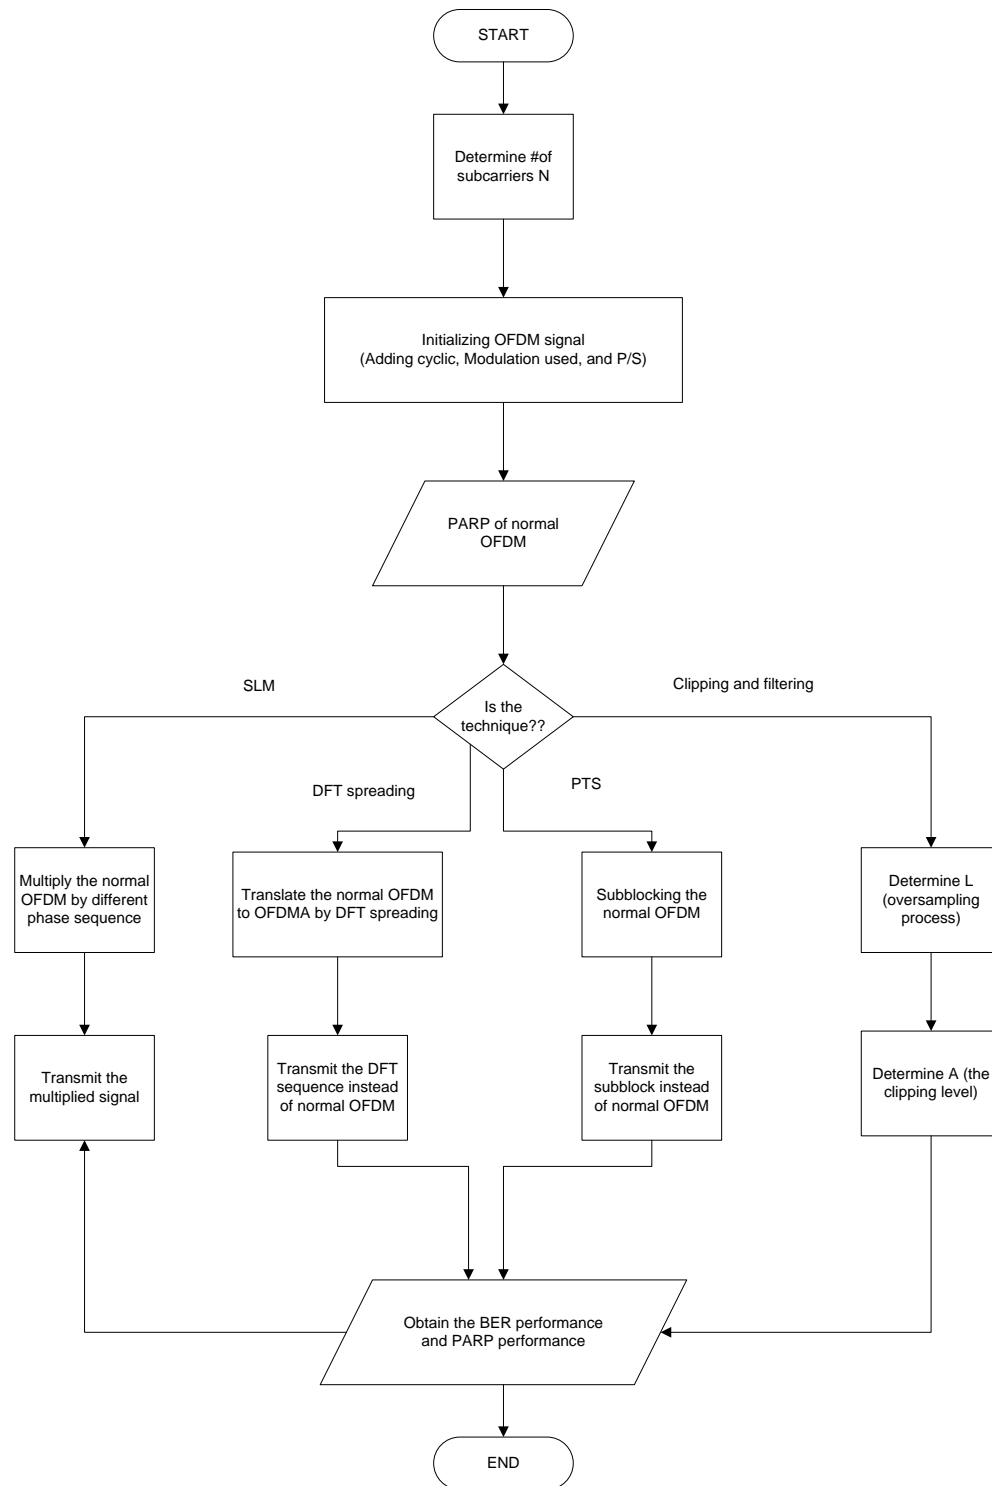 START
Determine #of
subcarriers N
Initializing OFDM signal
(Adding cyclic, Modulation used, and P/S)
PARP of normal
OFDM
Is the
technique??
SLM
Clipping and filtering
DFT spreading
PTS
Multiply the normal
OFDM by different
phase sequence
Translate the normal OFDM
to OFDMA by DFT spreading
Subblocking the
normal OFDM
Determine L
(oversampling
process)
Transmit the
multiplied signal
Transmit the DFT
sequence instead
of normal OFDM
Transmit the
subblock instead
of normal OFDM
Determine A (the
clipping level)
Obtain the BER performance
and PARP performance
END